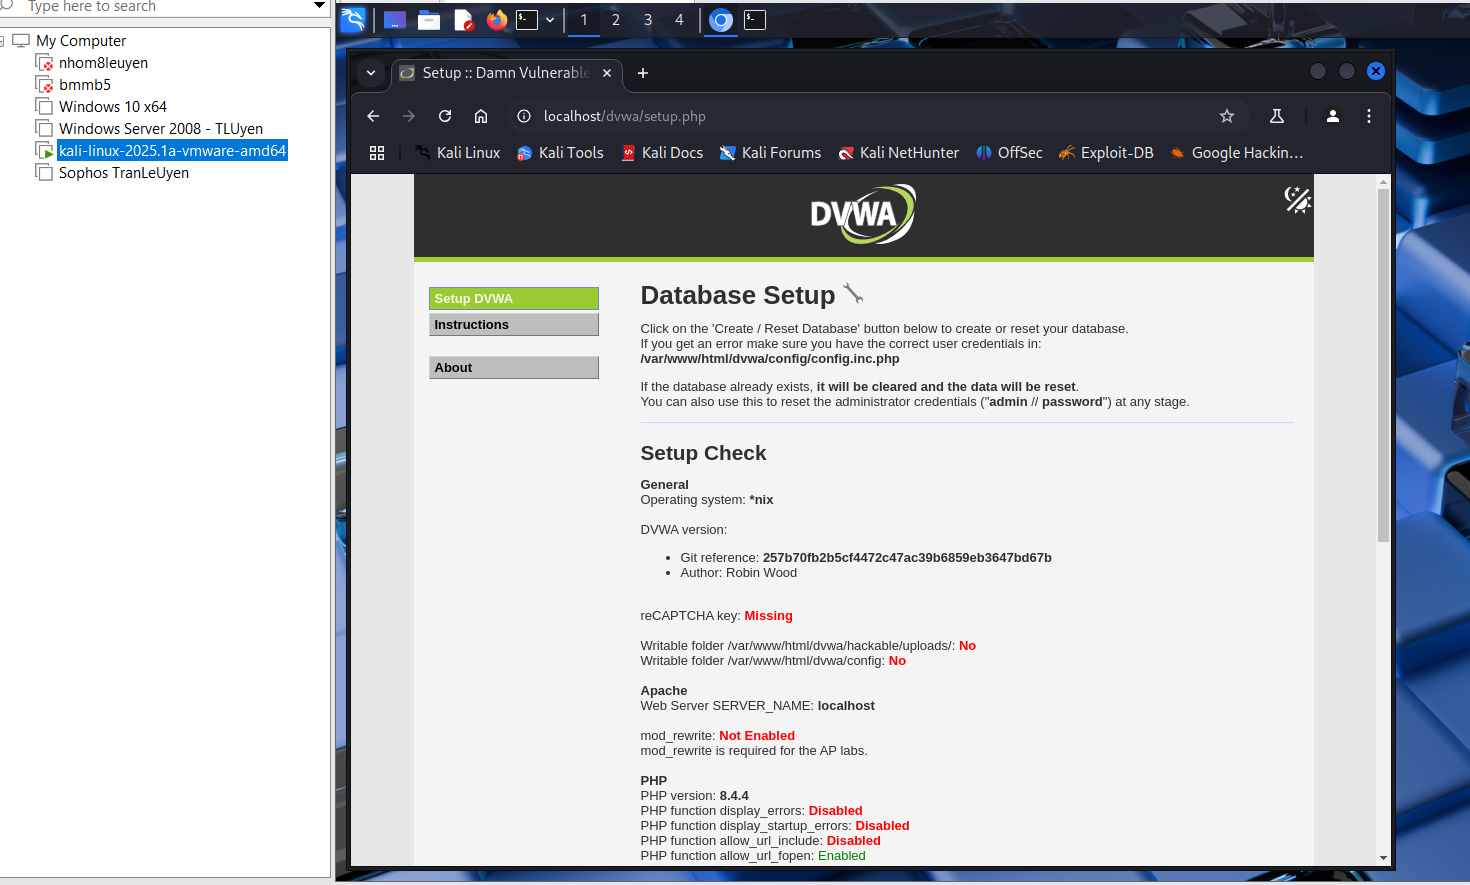 Type here to search
My Computer
nhom8leuyen
bmmb5
Windows 10 x64
Windows Server 2008 - TLUyen
kali-linux-2025.1a-vmware-amd64
Sophos TranLeUyen
1 2 3 4
Setup :: Damn Vulnerable
localhost/dvwa/setup.php
Kali Linux Kali Tools Kali Docs Kali Forums Kali NetHunter OffSec Exploit-DB Google Hackin…
DVWA
Setup DVWA
Instructions
About
Database Setup
Click on the 'Create / Reset Database' button below to create or reset your database.
If you get an error make sure you have the correct user credentials in:
/var/www/html/dvwa/config/config.inc.php
If the database already exists, it will be cleared and the data will be reset.
You can also use this to reset the administrator credentials ("admin // password") at any stage.
Setup Check
General
Operating system: *nix
DVWA version:
Git reference: 257b70fb2b5cf4472c47ac39b6859eb3647bd67b
Author: Robin Wood
reCAPTCHA key: Missing
Writable folder /var/www/html/dvwa/hackable/uploads/: No
Writable folder /var/www/html/dvwa/config: No
Apache
Web Server SERVER_NAME: localhost
mod_rewrite: Not Enabled
mod_rewrite is required for the AP labs.
PHP
PHP version: 8.4.4
PHP function display_errors: Disabled
PHP function display_startup_errors: Disabled
PHP function allow_url_include: Disabled
PHP function allow_url_fopen: Enabled